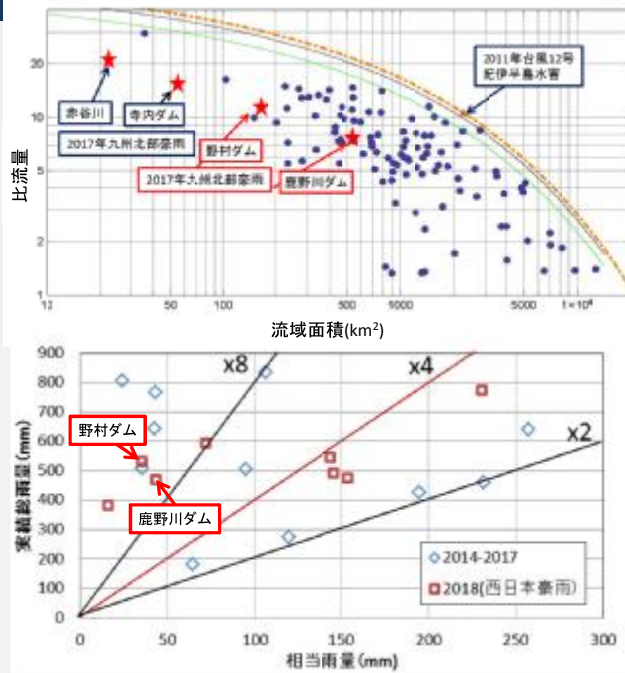 比流量
20
10
5
2
1
10
50
100
500
1000
5000
1×10⁴
流域面積(km²)
2011年台風12号
紀伊半島水害
赤谷川
寺内ダム
2017年九州北部豪雨
野村ダム
2017年九州北部豪雨
鹿野川ダム
実績総雨量(mm)
900
800
700
600
500
400
300
200
100
0
x8
x4
x2
野村ダム
鹿野川ダム
2014-2017
2018(西日本豪雨)
0
50
100
150
200
250
300
相当雨量(mm)